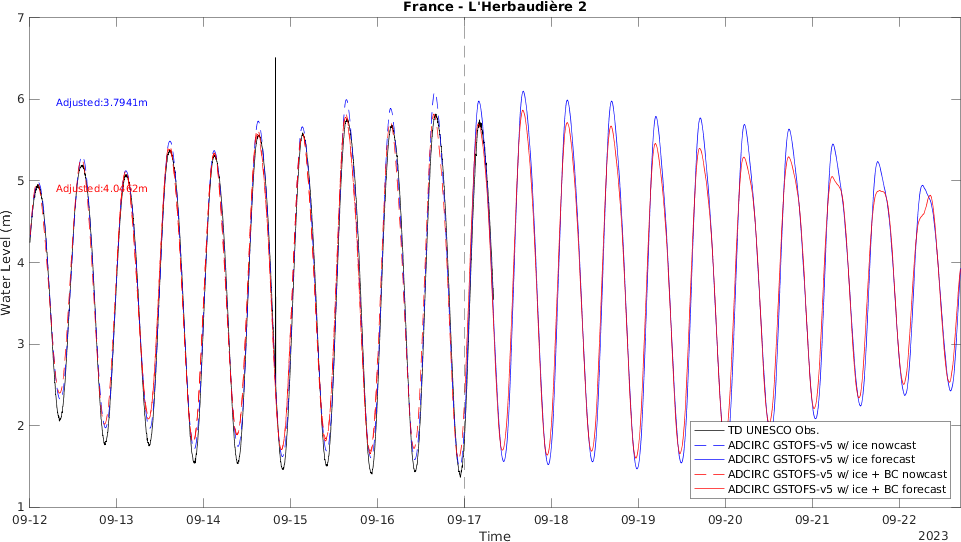 France - L'Herbaudière 2
7
6
5
4
3
2
1
Water Level (m)
Adjusted:3.7941m
Adjusted:4.0462m
TD UNESCO Obs.
ADCIRC GSTOFS-v5 w/ ice nowcast
ADCIRC GSTOFS-v5 w/ ice forecast
ADCIRC GSTOFS-v5 w/ ice + BC nowcast
ADCIRC GSTOFS-v5 w/ ice + BC forecast
09-12 09-13 09-14 09-15 09-16 09-17 09-18 09-19 09-20 09-21 09-22
Time
2023